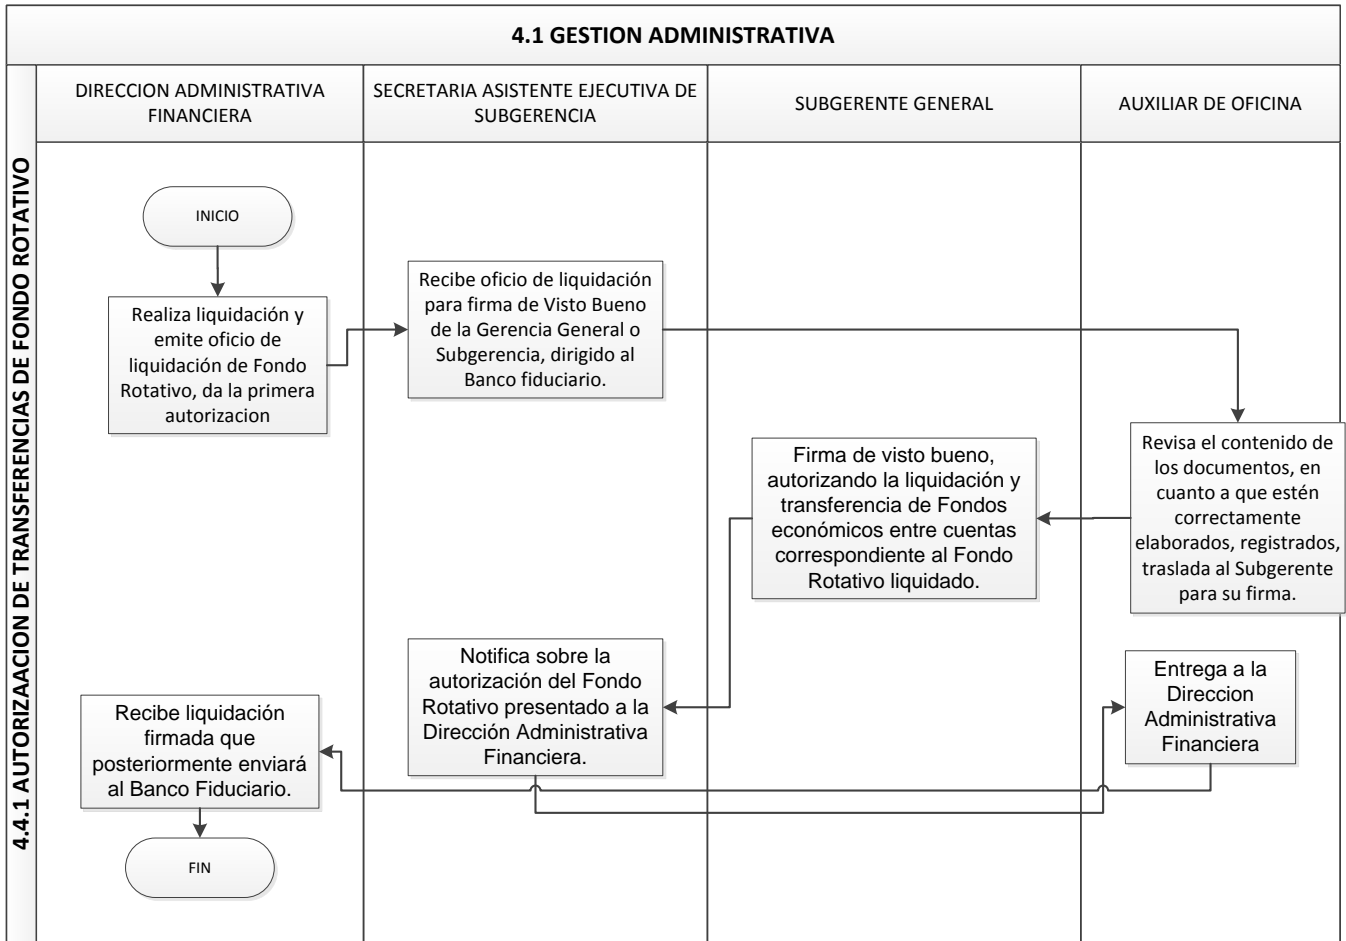 4.1 GESTION ADMINISTRATIVA
4.4.1 AUTORIZAACION DE TRANSFERENCIAS DE FONDO ROTATIVO
DIRECCION ADMINISTRATIVA
FINANCIERA
SECRETARIA ASISTENTE EJECUTIVA DE
SUBGERENCIA
SUBGERENTE GENERAL
AUXILIAR DE OFICINA
INICIO
Realiza liquidación y
emite oficio de
liquidación de Fondo
Rotativo, da la primera
autorizacion
Recibe oficio de liquidación
para firma de Visto Bueno
de la Gerencia General o
Subgerencia, dirigido al
Banco fiduciario.
Revisa el contenido de
los documentos, en
cuanto a que estén
correctamente
elaborados, registrados,
traslada al Subgerente
para su firma.
Firma de visto bueno,
autorizando la liquidación y
transferencia de Fondos
económicos entre cuentas
correspondiente al Fondo
Rotativo liquidado.
Notifica sobre la
autorización del Fondo
Rotativo presentado a la
Dirección Administrativa
Financiera.
Entrega a la
Direccion
Administrativa
Financiera
Recibe liquidación
firmada que
posteriormente enviará
al Banco Fiduciario.
FIN